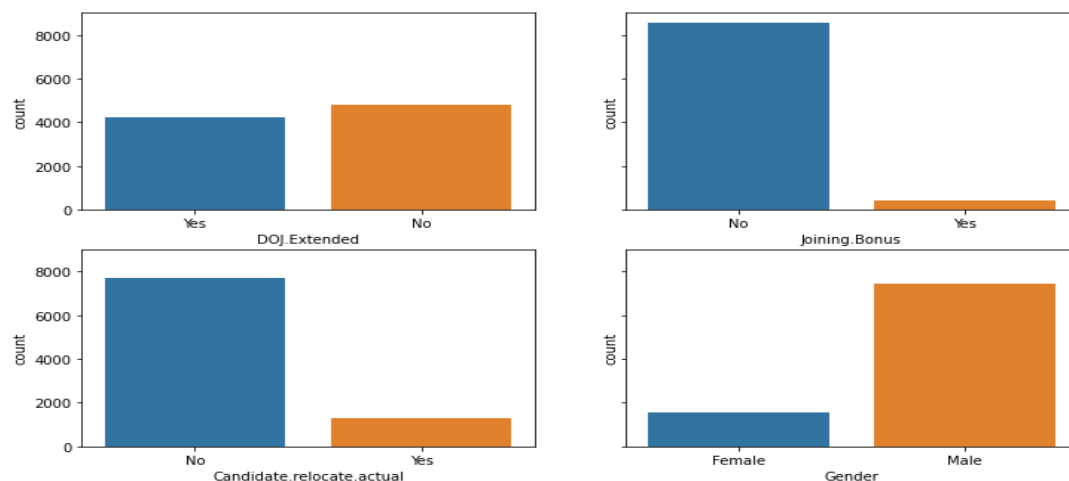 8000
6000
4000
2000
0
count
Yes No
DOJ.Extended
count
No Yes
Joining.Bonus
8000
6000
4000
2000
0
count
No Yes
Candidate.relocate.actual
count
Female Male
Gender